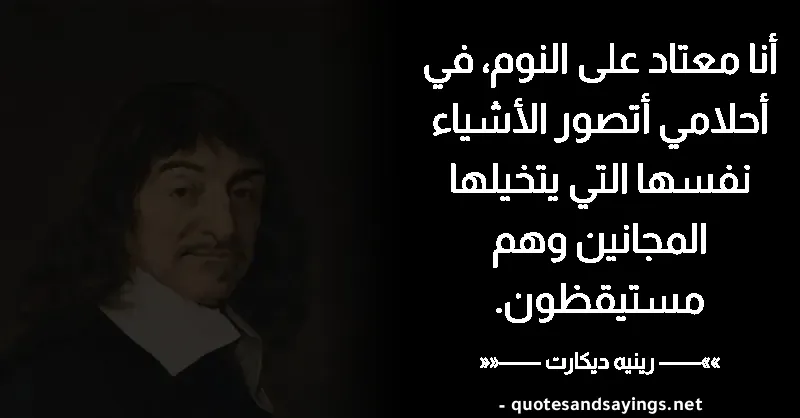 أنا معتاد على النوم، في
أحلامي أتصور الأشياء
نفسها التي يتخيلها
المجانين وهم
مستيقظون.
»»—— رينيه ديكارت ——««
- quotesandsayings.net